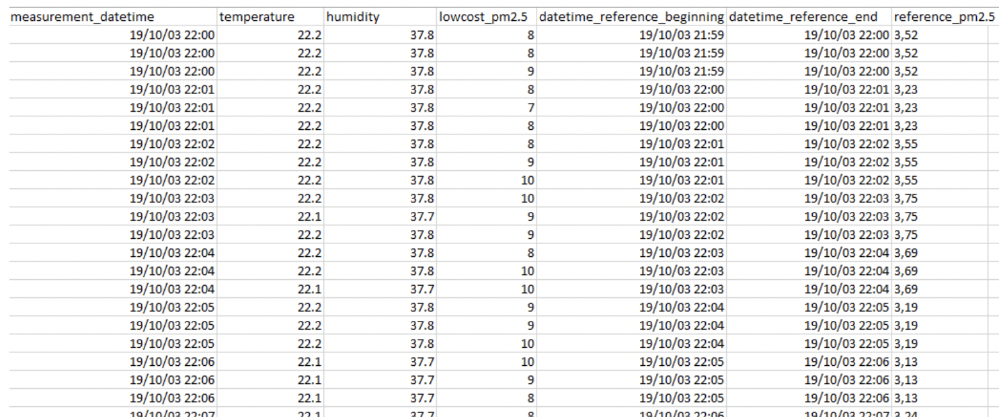 measurement_datetime temperature humidity lowcost_pm2.5 datetime_reference_beginning datetime_reference_end reference_pm2.5
19/10/03 22:00 22.2 37.8 8 19/10/03 21:59 19/10/03 22:00 3,52
19/10/03 22:00 22.2 37.8 8 19/10/03 21:59 19/10/03 22:00 3,52
19/10/03 22:00 22.2 37.8 9 19/10/03 21:59 19/10/03 22:00 3,52
19/10/03 22:01 22.2 37.8 8 19/10/03 22:00 19/10/03 22:01 3,23
19/10/03 22:01 22.2 37.8 7 19/10/03 22:00 19/10/03 22:01 3,23
19/10/03 22:01 22.2 37.8 8 19/10/03 22:00 19/10/03 22:01 3,23
19/10/03 22:02 22.2 37.8 8 19/10/03 22:01 19/10/03 22:02 3,55
19/10/03 22:02 22.2 37.8 9 19/10/03 22:01 19/10/03 22:02 3,55
19/10/03 22:02 22.2 37.8 10 19/10/03 22:01 19/10/03 22:02 3,55
19/10/03 22:03 22.2 37.8 10 19/10/03 22:02 19/10/03 22:03 3,75
19/10/03 22:03 22.1 37.7 9 19/10/03 22:02 19/10/03 22:03 3,75
19/10/03 22:03 22.2 37.8 9 19/10/03 22:02 19/10/03 22:03 3,75
19/10/03 22:04 22.2 37.8 8 19/10/03 22:03 19/10/03 22:04 3,69
19/10/03 22:04 22.2 37.8 10 19/10/03 22:03 19/10/03 22:04 3,69
19/10/03 22:04 22.1 37.7 10 19/10/03 22:03 19/10/03 22:04 3,69
19/10/03 22:05 22.2 37.8 9 19/10/03 22:04 19/10/03 22:05 3,19
19/10/03 22:05 22.2 37.8 9 19/10/03 22:04 19/10/03 22:05 3,19
19/10/03 22:05 22.2 37.8 10 19/10/03 22:04 19/10/03 22:05 3,19
19/10/03 22:06 22.1 37.7 10 19/10/03 22:05 19/10/03 22:06 3,13
19/10/03 22:06 22.1 37.7 9 19/10/03 22:05 19/10/03 22:06 3,13
19/10/03 22:06 22.1 37.7 8 19/10/03 22:05 19/10/03 22:06 3,13
19/10/03 22:07 22.1 37.7 8 19/10/03 22:06 19/10/03 22:07 3,24